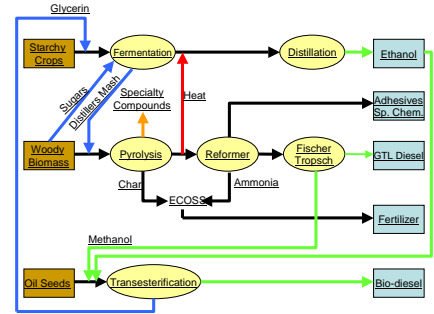 Glycerin
Starchy
Crops
Fermentation
Distillation
Ethanol
Sugars
Distillers Mash
Specialty
Compounds
Heat
Adhesives
Sp. Chem.
Woody
Biomass
Pyrolysis
Reformer
Fischer
Tropsch
GTL Diesel
Char
Ammonia
ECOSS
Fertilizer
Methanol
Oil Seeds
Transesterification
Bio-diesel